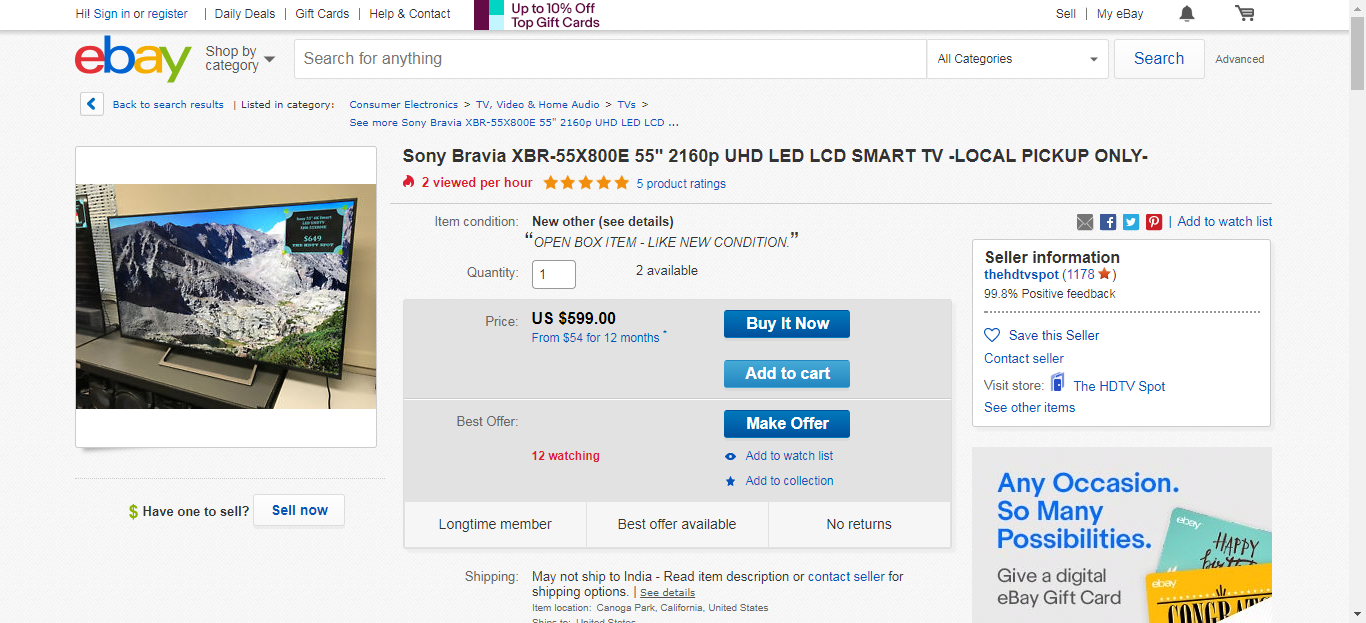 Hi! Sign in or register | Daily Deals | Gift Cards | Help & Contact
Up to 10% Off
Top Gift Cards
Sell | My eBay
ebay
Shop by
category
Search for anything
All Categories
Search
Advanced
Back to search results | Listed in category:
Consumer Electronics > TV, Video & Home Audio > TVs >
See more Sony Bravia XBR-55X800E 55" 2160p UHD LED LCD ...
Sony Bravia XBR-55X800E 55" 2160p UHD LED LCD SMART TV -LOCAL PICKUP ONLY-
2 viewed per hour
5 product ratings
Item condition: New other (see details)
“OPEN BOX ITEM - LIKE NEW CONDITION.”
Quantity: 1 2 available
Price: US $599.00
From $54 for 12 months *
Buy It Now
Add to cart
Best Offer:
Make Offer
12 watching
Add to watch list
Add to collection
Longtime member
Best offer available
No returns
Shipping: May not ship to India - Read item description or contact seller for
shipping options. | See details
Item location: Canoga Park, California, United States
Ships to: United States
$649
THE HDTV SPOT
$ Have one to sell? Sell now
| Add to watch list
Seller information
thehdtvspot (1178 ★)
99.8% Positive feedback
Save this Seller
Contact seller
Visit store: The HDTV Spot
See other items
Any Occasion.
So Many
Possibilities.
Give a digital
eBay Gift Card
ebay
HAPPY
ebay